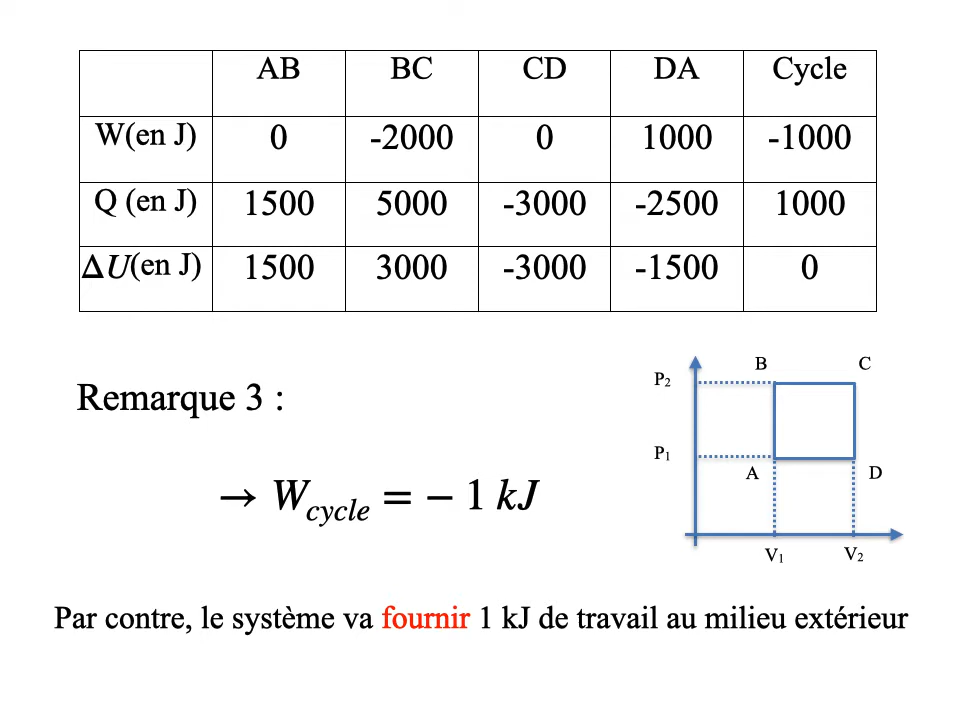 AB BC CD DA Cycle
W(en J) 0 -2000 0 1000 -1000
Q (en J) 1500 5000 -3000 -2500 1000
ΔU(en J) 1500 3000 -3000 -1500 0
B C
P₂
Remarque 3 :
P₁
A D
→ W_cycle = − 1 kJ
V₁ V₂
Par contre, le système va fournir 1 kJ de travail au milieu extérieur